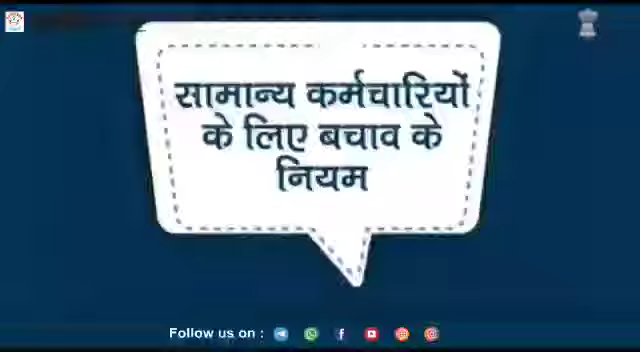 सामान्य कर्मचारियों
के लिए बचाव के
नियम
Follow us on :